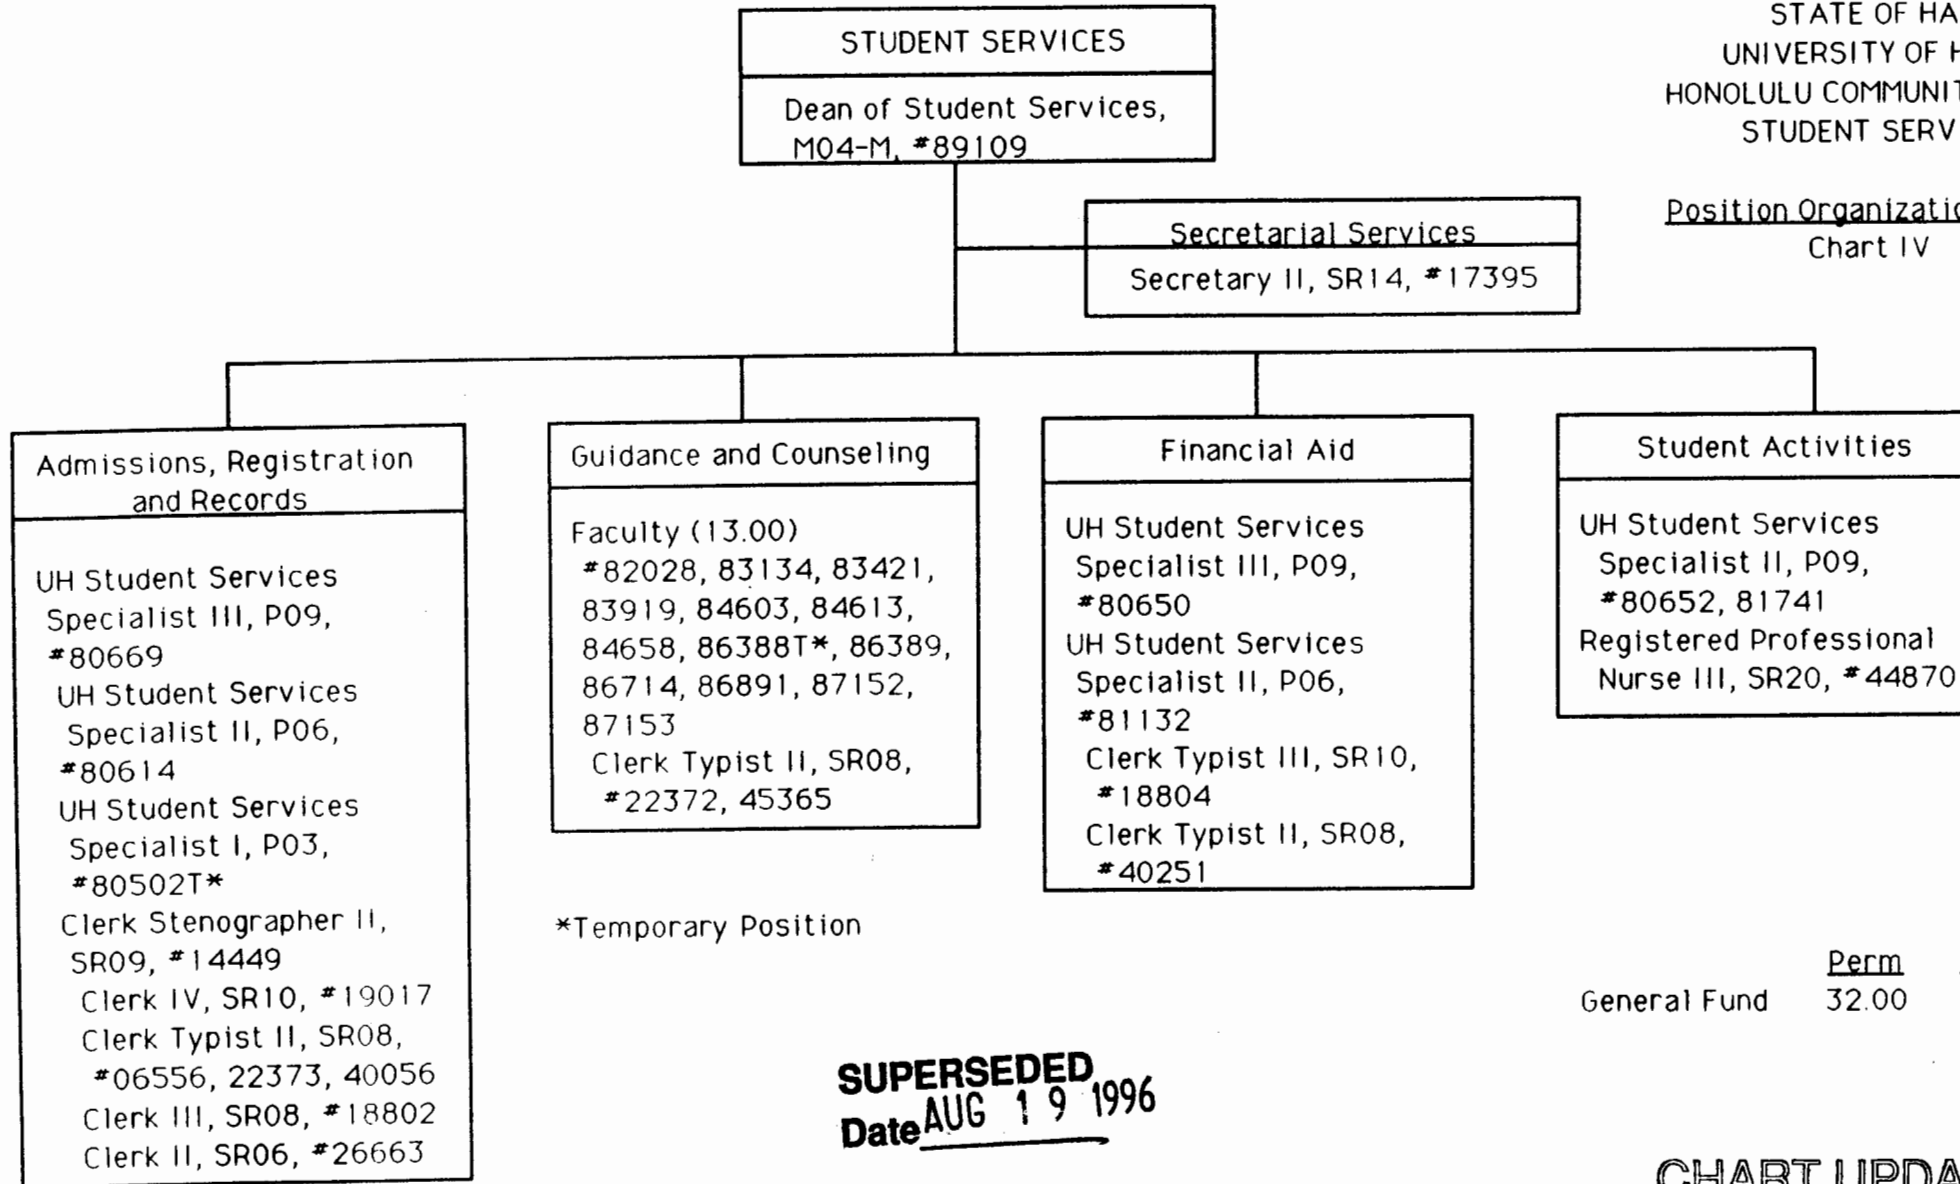 STUDENT SERVICES
Dean of Student Services,
M04-M, #89109
STATE OF
UNIVERSITY OF
HONOLULU
STUDENT
Position
Chart IV
Secretarial Services
Secretary II, SR14, #17395
Admissions, Registration
and Records
UH Student Services
Specialist III, P09,
#80669
UH Student Services
Specialist II, P06,
#80614
UH Student Services
Specialist I, P03,
#80502T*
Clerk Stenographer II,
SR09, #14449
Clerk IV, SR10, #19017
Clerk Typist II, SR08,
#06556, 22373, 40056
Clerk III, SR08, #18802
Clerk II, SR06, #26663
Guidance and Counseling
Faculty (13.00)
#82028, 83134, 83421,
83919, 84603, 84613,
84658, 86388T*, 86389,
86714, 86891, 87152,
87153
Clerk Typist II, SR08,
#22372, 45365
*Temporary Position
Financial Aid
UH Student Services
Specialist III, P09,
#80650
UH Student Services
Specialist II, P06,
#81132
Clerk Typist III, SR10,
#18804
Clerk Typist II, SR08,
#40251
Student Activities
UH Student Services
Specialist II, P09,
#80652, 81741
Registered Professional
Nurse III, SR20, #44870
Perm
General Fund 32.00
SUPERSEDED
Date AUG 19 1996
CHART